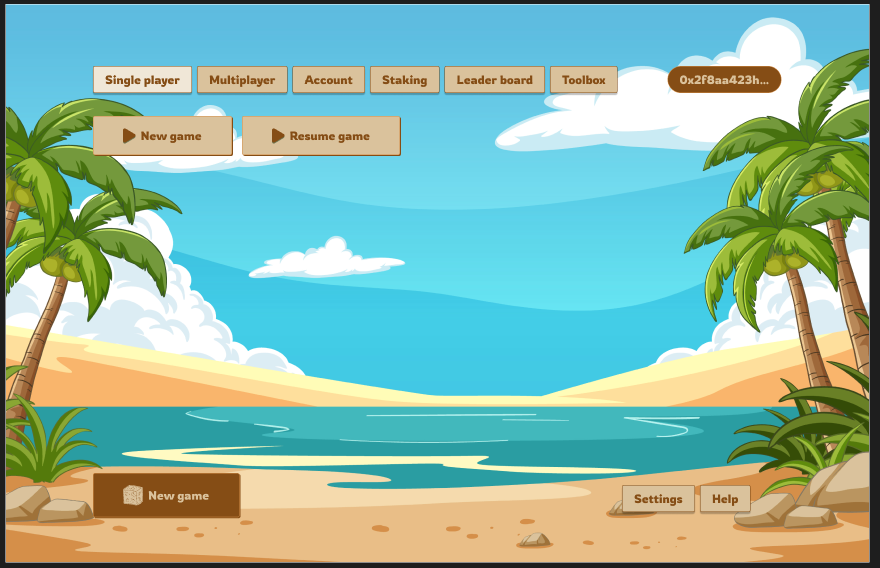 Single player
Multiplayer
Account
Staking
Leader board
Toolbox
0x2f8aa423h...
New game
Resume game
New game
Settings
Help